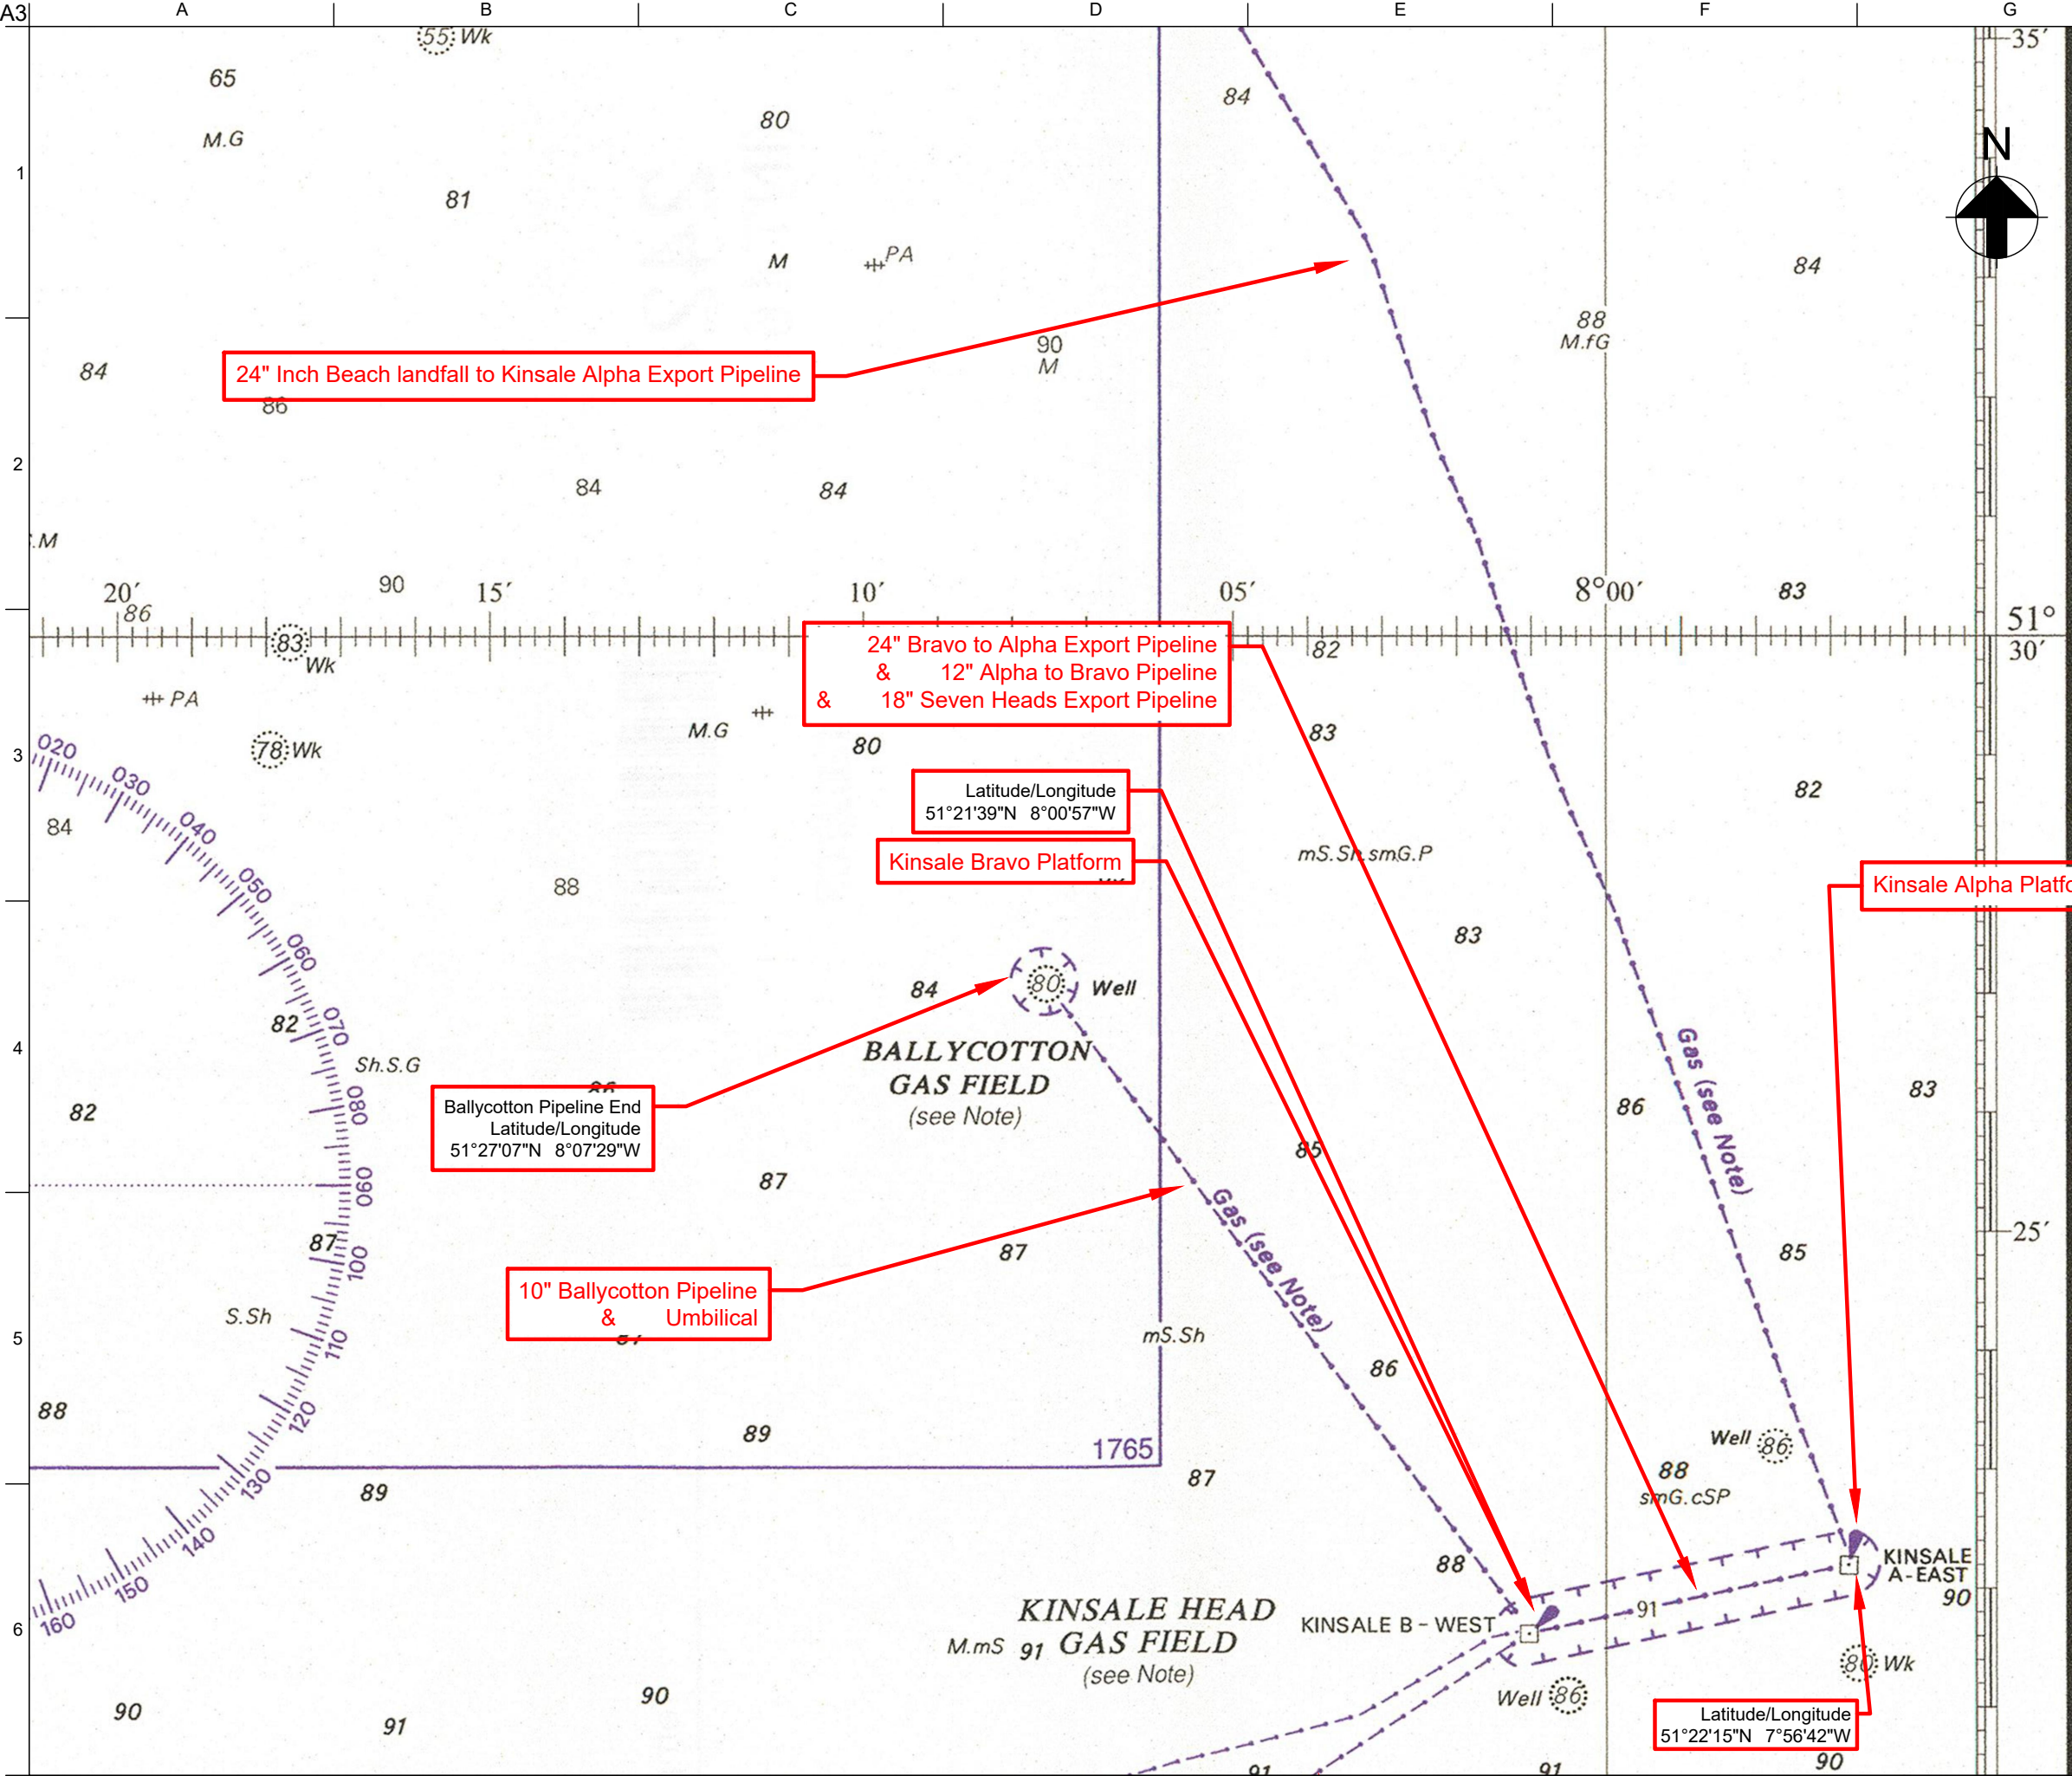 A3 A B C D E F G
55 Wk
35′
65
84
80
M.G
N
1
81
M
PA
84
88
M.fG
90
M
84
24" Inch Beach landfall to Kinsale Alpha Export Pipeline
86
2
84
84
.M
20′ 90 15′ 10′ 05′ 8°00′ 83
86
51°
30′
83
Wk
24" Bravo to Alpha Export Pipeline
& 12" Alpha to Bravo Pipeline
& 18" Seven Heads Export Pipeline
82
PA
M.G
83
80
3
78 Wk
020
030
040
050
060
070
080
090
100
110
120
130
140
150
160
Latitude/Longitude
51°21'39"N 8°00'57"W
82
84
mS.Sh.smG.P
Kinsale Bravo Platform
88
Kinsale Alpha Platfo
83
84
80 Well
82
4
Sh.S.G
BALLYCOTTON
GAS FIELD
(see Note)
Gas (see Note)
83
86
82
Ballycotton Pipeline End
Latitude/Longitude
51°27'07"N 8°07'29"W
85
87
Gas (see Note)
25′
87
87
85
10" Ballycotton Pipeline
& Umbilical
S.Sh
5
mS.Sh
86
88
89
1765
Well 86
87
88
smG.cSP
89
88
KINSALE
A-EAST
90
KINSALE HEAD
GAS FIELD
(see Note)
M.mS 91
KINSALE B - WEST
91
6
80 Wk
Well 86
90
91
90
Latitude/Longitude
51°22'15"N 7°56'42"W
90
91
91